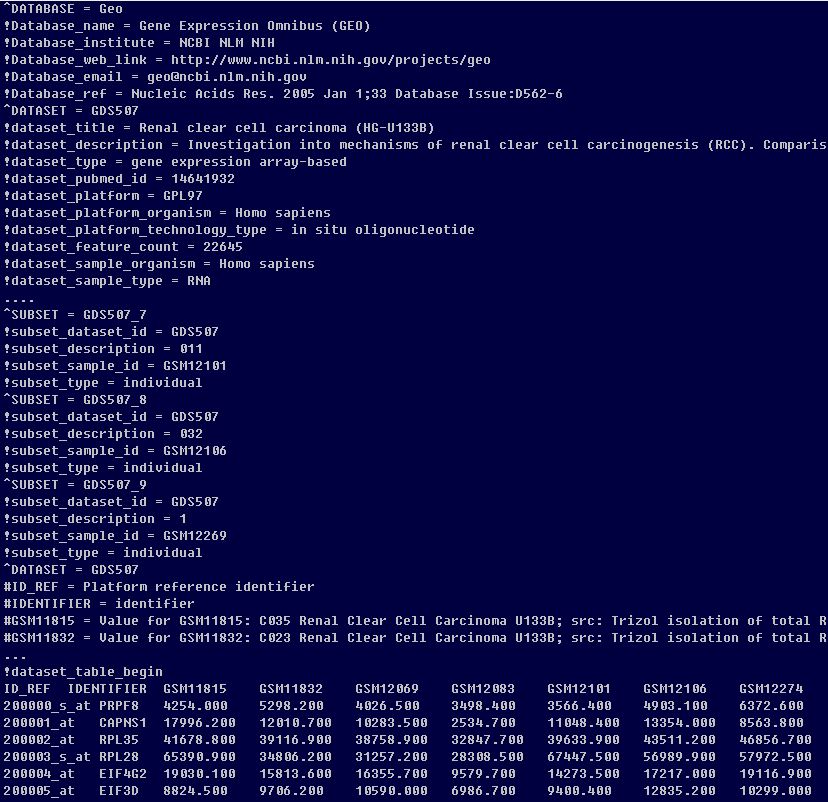 ^DATABASE = Geo
!Database_name = Gene Expression Omnibus (GEO)
!Database_institute = NCBI NLM NIH
!Database_web_link = http://www.ncbi.nlm.nih.gov/projects/geo
!Database_email = geo@ncbi.nlm.nih.gov
!Database_ref = Nucleic Acids Res. 2005 Jan 1;33 Database Issue:D562-6
^DATASET = GDS507
!dataset_title = Renal clear cell carcinoma (HG-U133B)
!dataset_description = Investigation into mechanisms of renal clear cell carcinogenesis (RCC). Comparis
!dataset_type = gene expression array-based
!dataset_pubmed_id = 14641932
!dataset_platform = GPL97
!dataset_platform_organism = Homo sapiens
!dataset_platform_technology_type = in situ oligonucleotide
!dataset_feature_count = 22645
!dataset_sample_organism = Homo sapiens
!dataset_sample_type = RNA
....
^SUBSET = GDS507_7
!subset_dataset_id = GDS507
!subset_description = 011
!subset_sample_id = GSM12101
!subset_type = individual
^SUBSET = GDS507_8
!subset_dataset_id = GDS507
!subset_description = 032
!subset_sample_id = GSM12106
!subset_type = individual
^SUBSET = GDS507_9
!subset_dataset_id = GDS507
!subset_description = 1
!subset_sample_id = GSM12269
!subset_type = individual
^DATASET = GDS507
#ID_REF = Platform reference identifier
#IDENTIFIER = identifier
#GSM11815 = Value for GSM11815: C035 Renal Clear Cell Carcinoma U133B; src: Trizol isolation of total R
#GSM11832 = Value for GSM11832: C023 Renal Clear Cell Carcinoma U133B; src: Trizol isolation of total R
...
!dataset_table_begin
ID_REF IDENTIFIER GSM11815 GSM11832 GSM12069 GSM12083 GSM12101 GSM12106 GSM12274
200000_s_at PRPF8 4254.000 5298.200 4026.500 3498.400 3566.400 4903.100 6372.600
200001_at CAPNS1 17996.200 12010.700 10283.500 2534.700 11048.400 13354.000 8563.800
200002_at RPL35 41678.800 39116.900 38758.900 32847.700 39633.900 43511.200 46856.700
200003_s_at RPL28 65390.900 34806.200 31257.200 28308.500 67447.500 56989.900 57972.500
200004_at EIF4G2 19030.100 15813.600 16355.700 9579.700 14273.500 17217.000 19116.900
200005_at EIF3D 8824.500 9706.200 10590.000 6986.700 9400.400 12835.200 10299.000